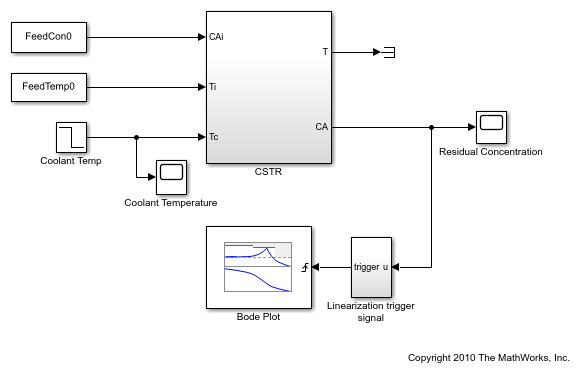 FeedCon0
CAi
T
FeedTemp0
Ti
Tc
CA
Coolant Temp
Residual Concentration
CSTR
Coolant Temperature
trigger u
Linearization trigger
signal
Bode Plot
Copyright 2010 The MathWorks, Inc.